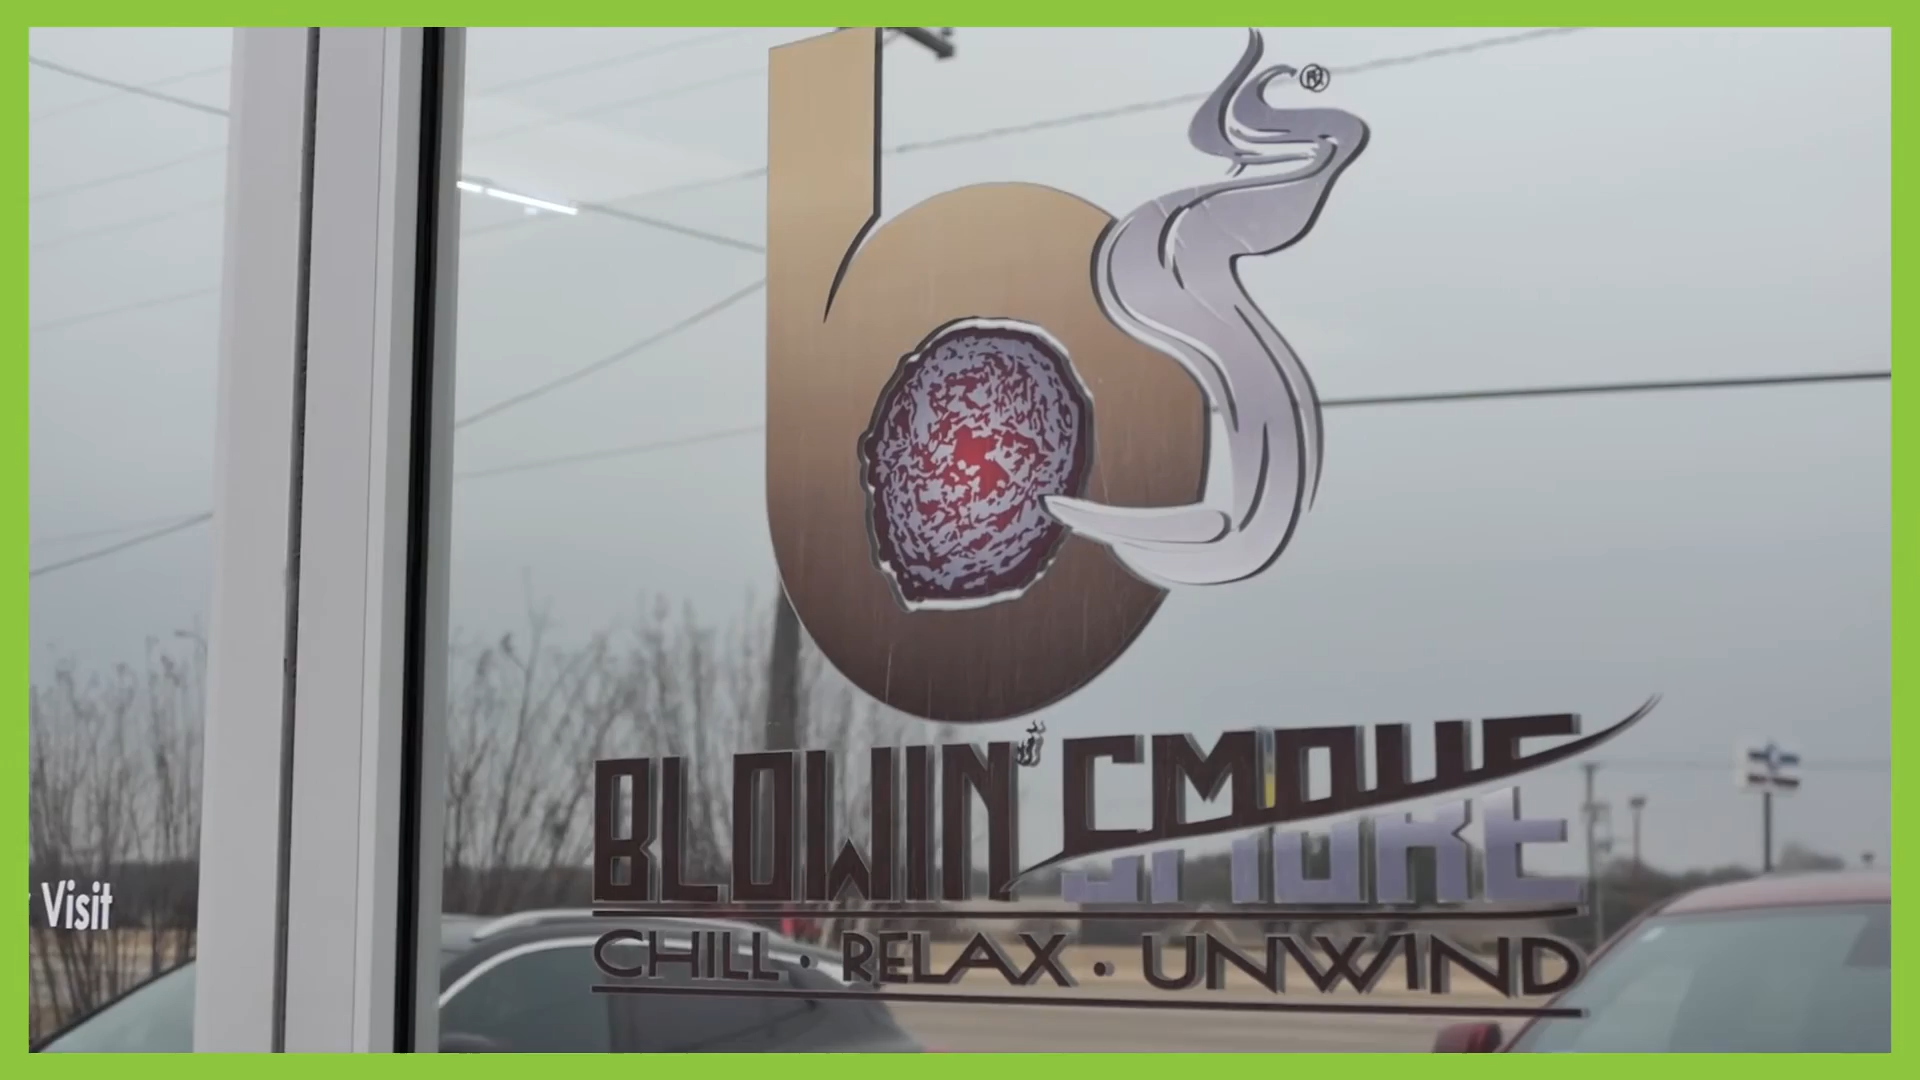 b
®
BLOWIN' SMOKE
CHILL • RELAX • UNWIND
Visit